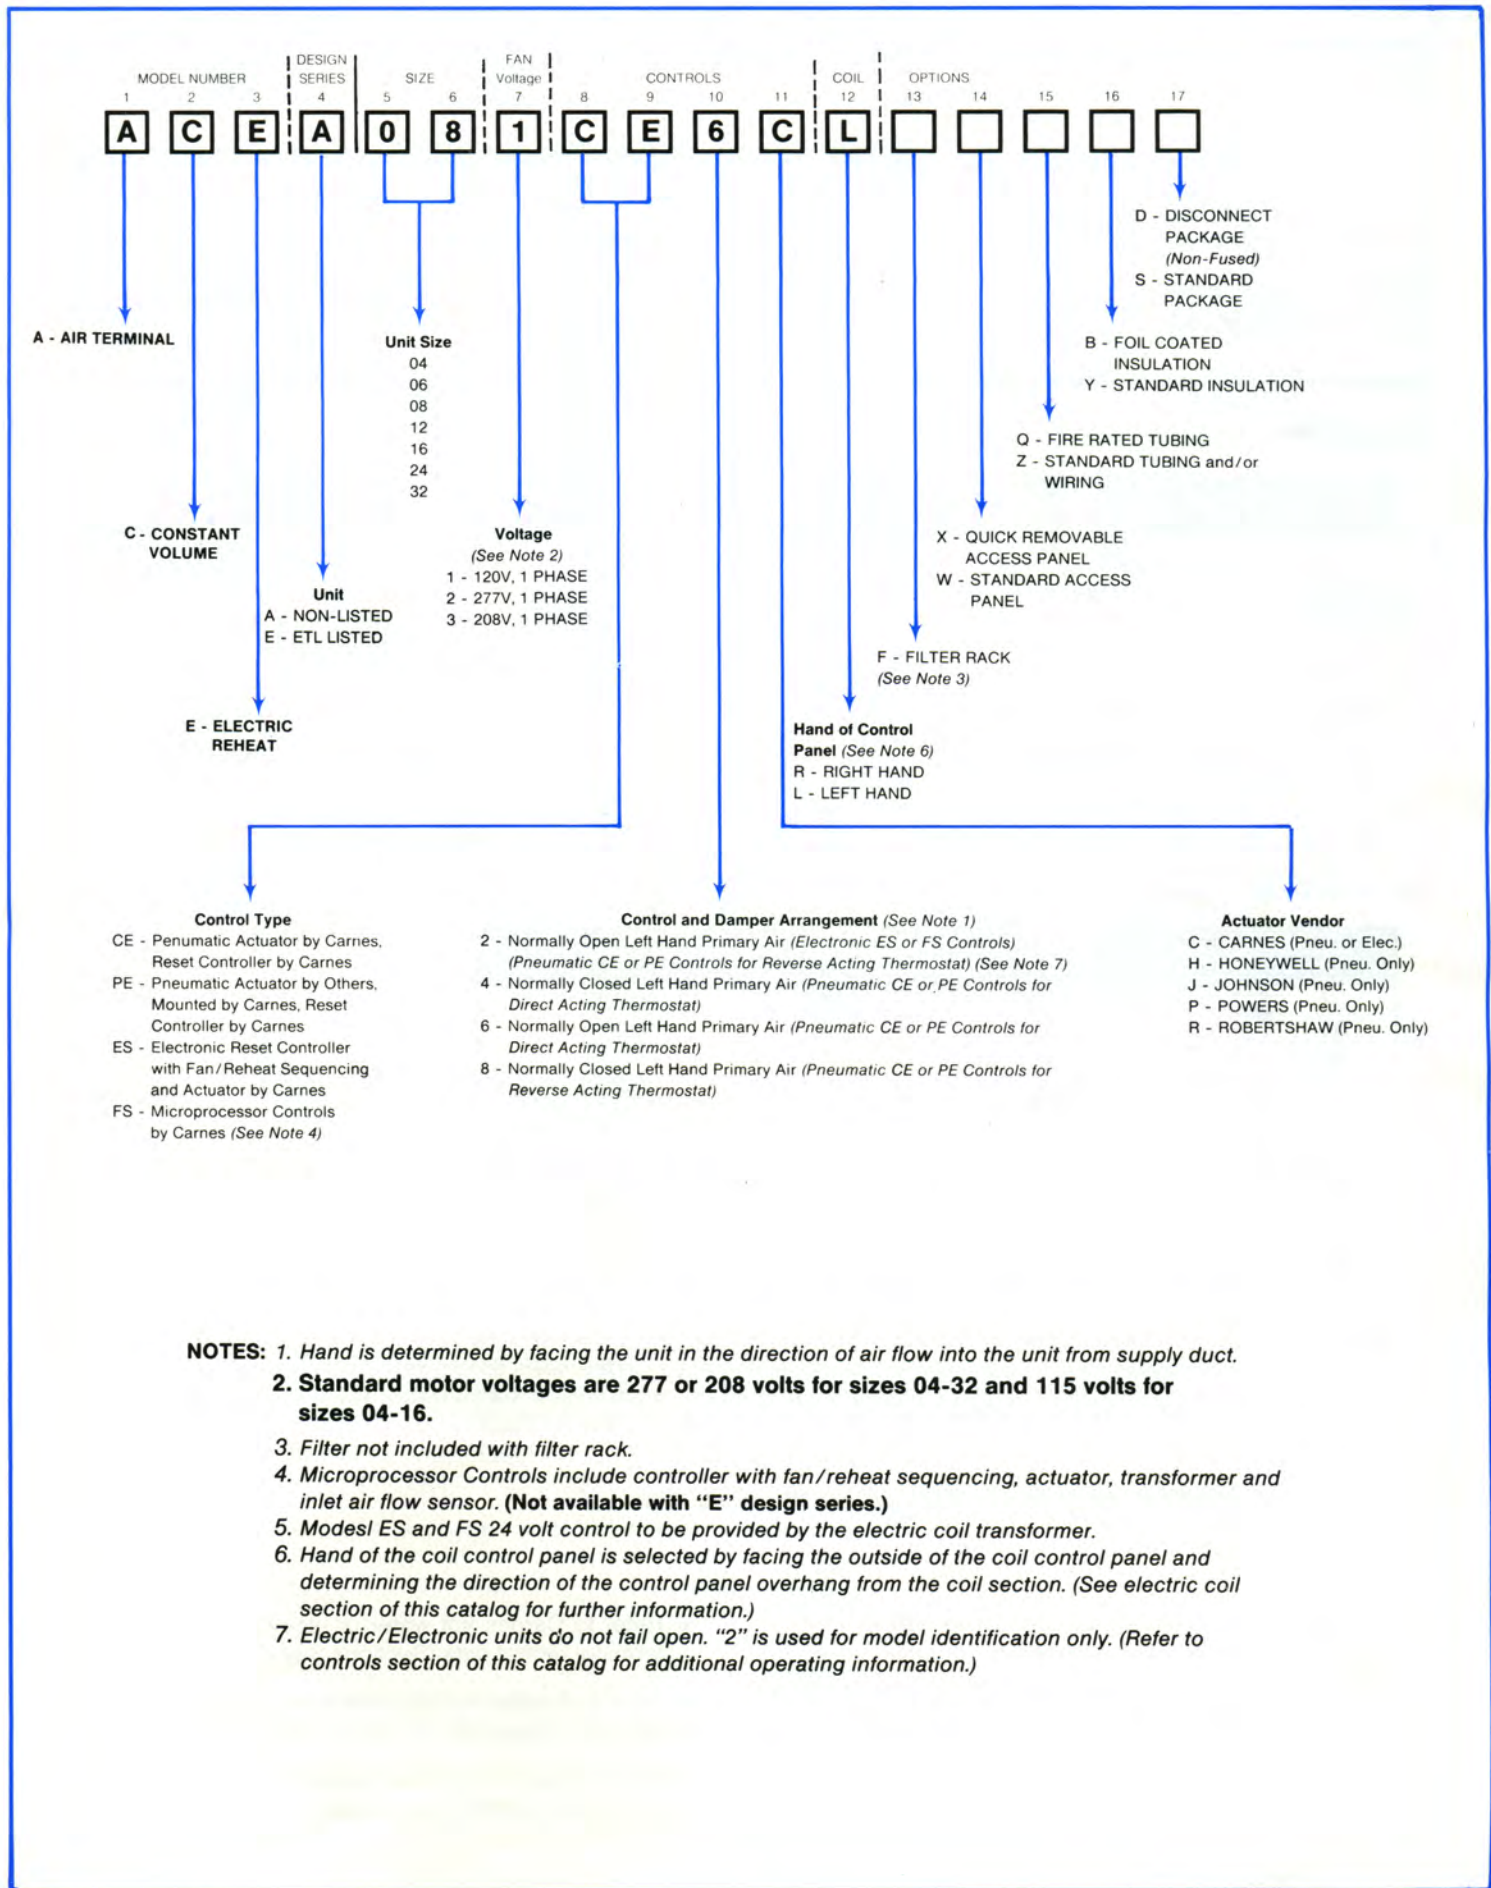 MODEL NUMBER
DESIGN
SERIES
SIZE
FAN
Voltage
CONTROLS
COIL
OPTIONS
1 2 3 4 5 6 7 8 9 10 11 12 13 14 15 16 17
A C E A 0 8 1 C E 6 C L
D - DISCONNECT
PACKAGE
(Non-Fused)
S - STANDARD
PACKAGE
A - AIR TERMINAL
Unit Size
04
06
08
12
16
24
32
B - FOIL COATED
INSULATION
Y - STANDARD INSULATION
Q - FIRE RATED TUBING
Z - STANDARD TUBING and/or
WIRING
C - CONSTANT
VOLUME
Voltage
(See Note 2)
1 - 120V, 1 PHASE
2 - 277V, 1 PHASE
3 - 208V, 1 PHASE
X - QUICK REMOVABLE
ACCESS PANEL
W - STANDARD ACCESS
PANEL
Unit
A - NON-LISTED
E - ETL LISTED
F - FILTER RACK
(See Note 3)
E - ELECTRIC
REHEAT
Hand of Control
Panel (See Note 6)
R - RIGHT HAND
L - LEFT HAND
Control Type
CE - Penumatic Actuator by Carnes,
Reset Controller by Carnes
PE - Pneumatic Actuator by Others,
Mounted by Carnes, Reset
Controller by Carnes
ES - Electronic Reset Controller
with Fan/Reheat Sequencing
and Actuator by Carnes
FS - Microprocessor Controls
by Carnes (See Note 4)
Control and Damper Arrangement (See Note 1)
2 - Normally Open Left Hand Primary Air (Electronic ES or FS Controls)
(Pneumatic CE or PE Controls for Reverse Acting Thermostat) (See Note 7)
4 - Normally Closed Left Hand Primary Air (Pneumatic CE or PE Controls for
Direct Acting Thermostat)
6 - Normally Open Left Hand Primary Air (Pneumatic CE or PE Controls for
Direct Acting Thermostat)
8 - Normally Closed Left Hand Primary Air (Pneumatic CE or PE Controls for
Reverse Acting Thermostat)
Actuator Vendor
C - CARNES (Pneu. or Elec.)
H - HONEYWELL (Pneu. Only)
J - JOHNSON (Pneu. Only)
P - POWERS (Pneu. Only)
R - ROBERTSHAW (Pneu. Only)
NOTES: 1. Hand is determined by facing the unit in the direction of air flow into the unit from supply duct.
2. Standard motor voltages are 277 or 208 volts for sizes 04-32 and 115 volts for
sizes 04-16.
3. Filter not included with filter rack.
4. Microprocessor Controls include controller with fan/reheat sequencing, actuator, transformer and
inlet air flow sensor. (Not available with "E" design series.)
5. Modesl ES and FS 24 volt control to be provided by the electric coil transformer.
6. Hand of the coil control panel is selected by facing the outside of the coil control panel and
determining the direction of the control panel overhang from the coil section. (See electric coil
section of this catalog for further information.)
7. Electric/Electronic units do not fail open. "2" is used for model identification only. (Refer to
controls section of this catalog for additional operating information.)